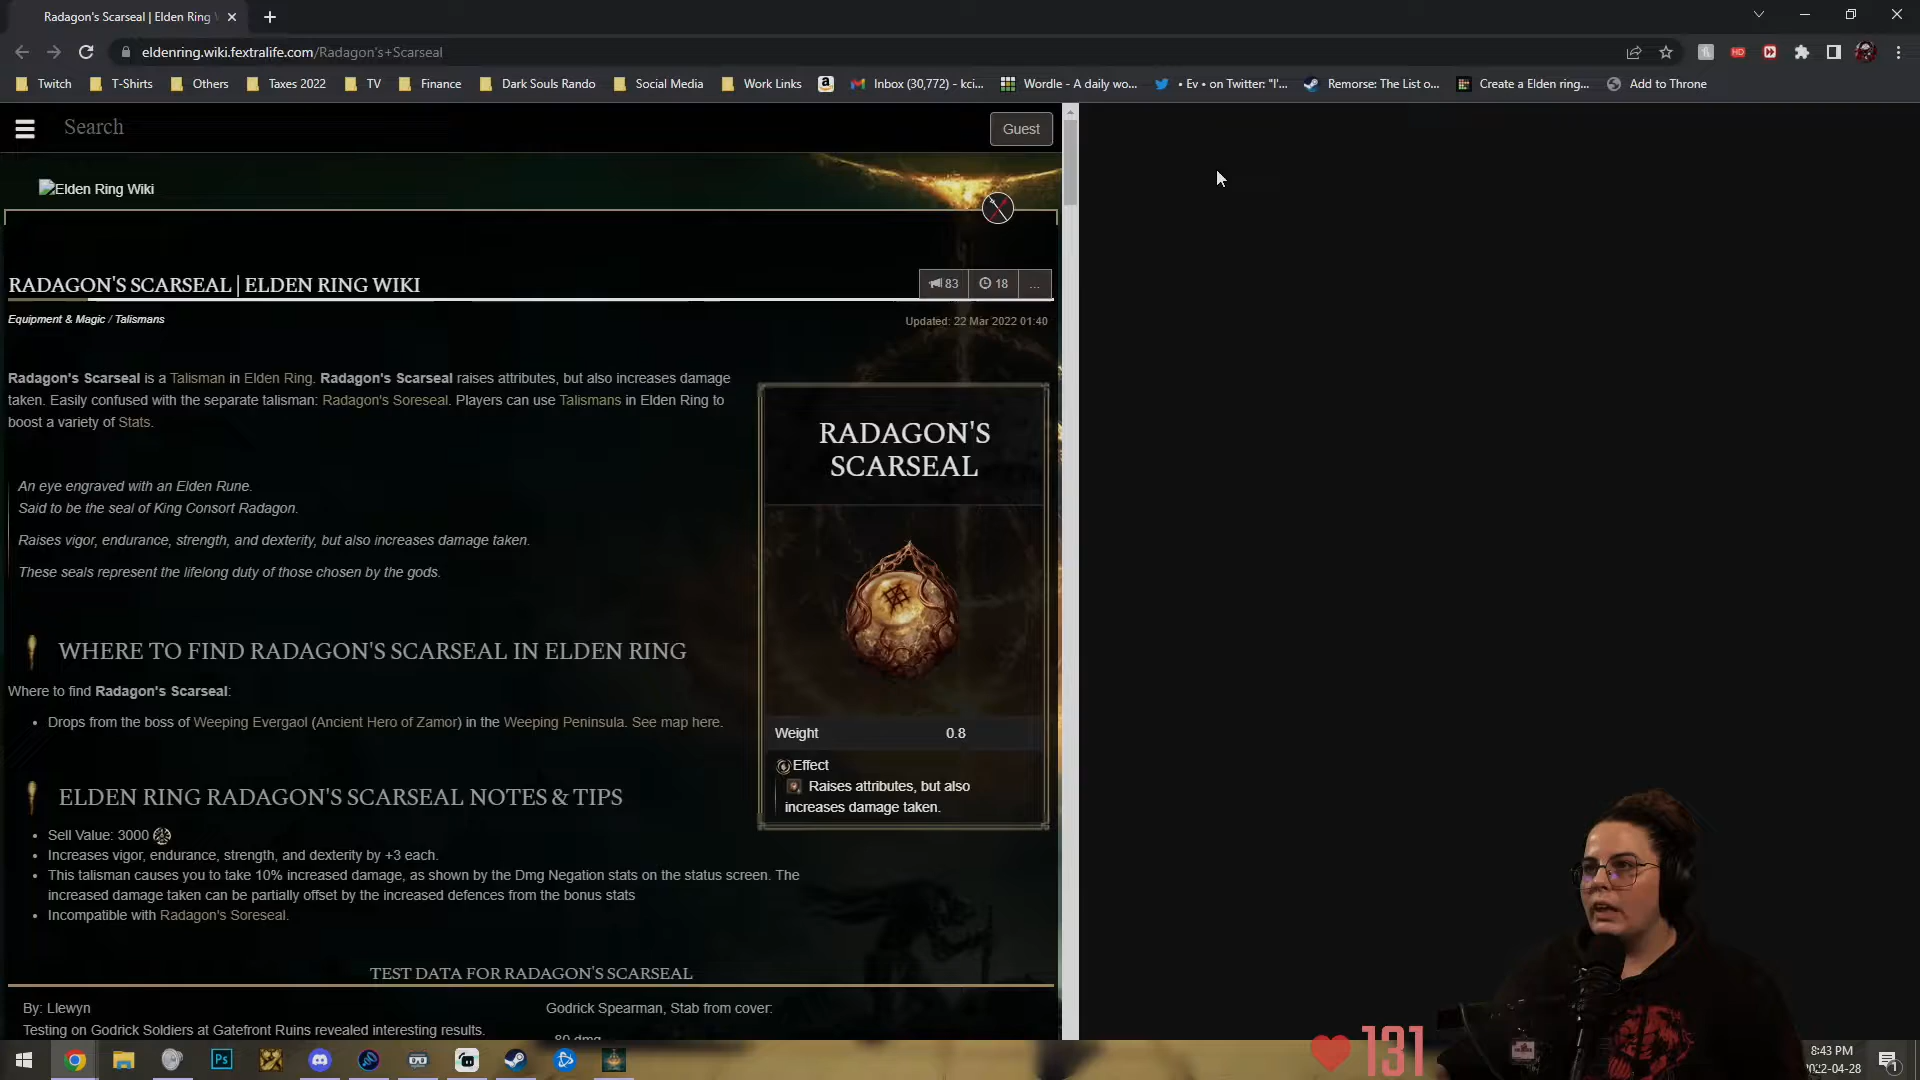 Radagon's Scarseal | Elden Ring
eldenring.wiki.fextralife.com/Radagon's+Scarseal
Twitch T-Shirts Others Taxes 2022 TV Finance Dark Souls Rando Social Media Work Links Inbox (30,772) - kci... Wordle - A daily wo... • Ev • on Twitter: "I'... Remorse: The List o... Create a Elden ring... Add to Throne
Search
Guest
Elden Ring Wiki
RADAGON'S SCARSEAL | ELDEN RING WIKI
83 18 ...
Equipment & Magic / Talismans
Updated: 22 Mar 2022 01:40
Radagon's Scarseal is a Talisman in Elden Ring. Radagon's Scarseal raises attributes, but also increases damage
taken. Easily confused with the separate talisman: Radagon's Soreseal. Players can use Talismans in Elden Ring to
boost a variety of Stats.
An eye engraved with an Elden Rune.
Said to be the seal of King Consort Radagon.
Raises vigor, endurance, strength, and dexterity, but also increases damage taken.
These seals represent the lifelong duty of those chosen by the gods.
RADAGON'S
SCARSEAL
Weight 0.8
Effect
Raises attributes, but also
increases damage taken.
WHERE TO FIND RADAGON'S SCARSEAL IN ELDEN RING
Where to find Radagon's Scarseal:
• Drops from the boss of Weeping Evergaol (Ancient Hero of Zamor) in the Weeping Peninsula. See map here.
ELDEN RING RADAGON'S SCARSEAL NOTES & TIPS
• Sell Value: 3000
• Increases vigor, endurance, strength, and dexterity by +3 each.
• This talisman causes you to take 10% increased damage, as shown by the Dmg Negation stats on the status screen. The
increased damage taken can be partially offset by the increased defences from the bonus stats
• Incompatible with Radagon's Soreseal.
TEST DATA FOR RADAGON'S SCARSEAL
By: Llewyn
Testing on Godrick Soldiers at Gatefront Ruins revealed interesting results.
Godrick Spearman, Stab from cover:
80 dmg
HD
Ps
131
8:43 PM
2022-04-28
1